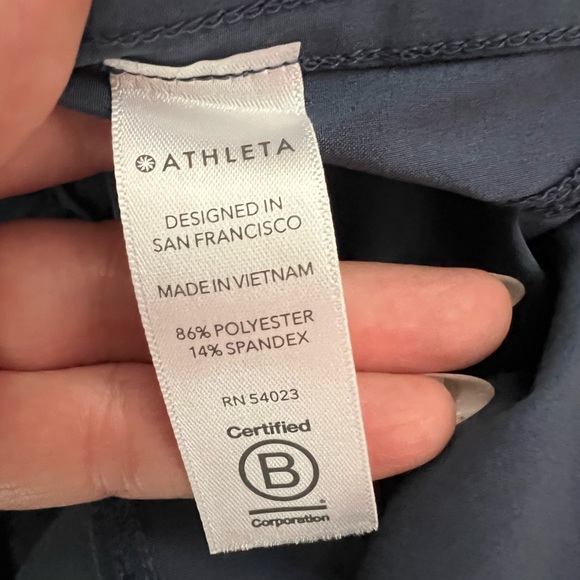 ATHLETA
DESIGNED IN
SAN FRANCISCO
MADE IN VIETNAM
86% POLYESTER
14% SPANDEX
RN 54023
Certified
B
Corporation